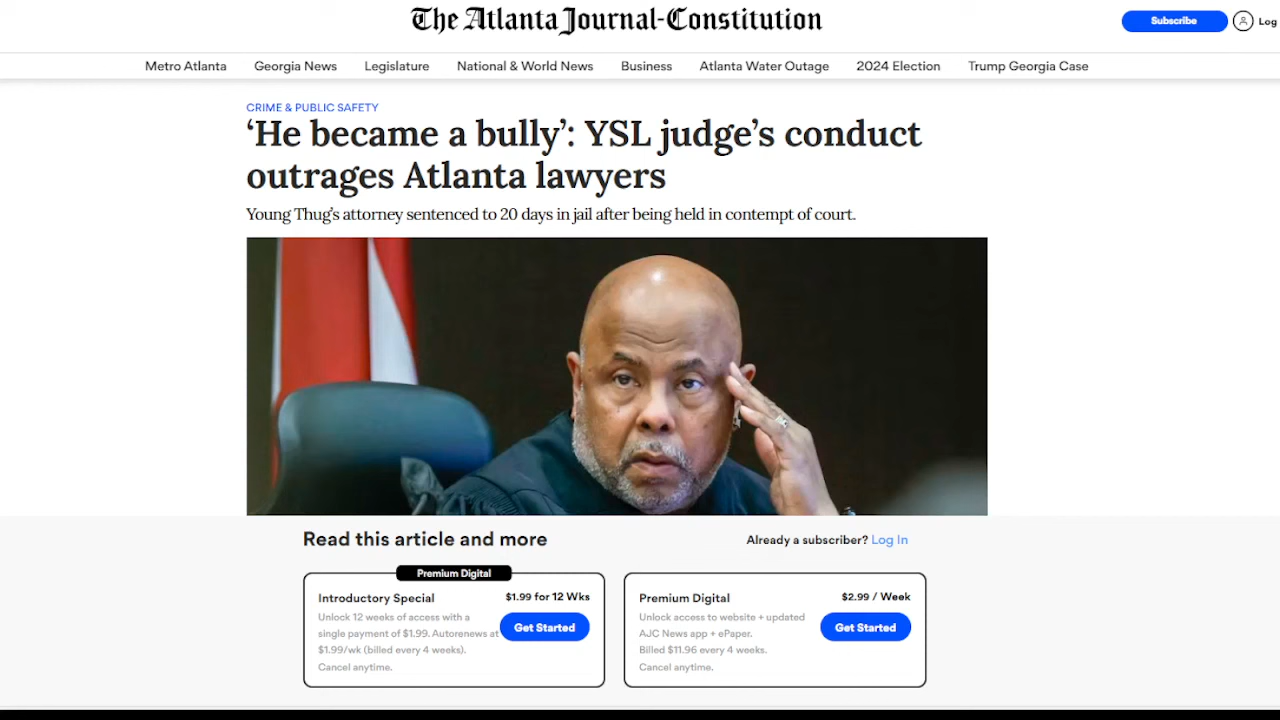 The Atlanta Journal-Constitution
Subscribe
Log
Metro Atlanta Georgia News Legislature National & World News Business Atlanta Water Outage 2024 Election Trump Georgia Case
CRIME & PUBLIC SAFETY
‘He became a bully’: YSL judge’s conduct
outrages Atlanta lawyers
Young Thug’s attorney sentenced to 20 days in jail after being held in contempt of court.
Read this article and more
Already a subscriber? Log In
Premium Digital
Introductory Special
$1.99 for 12 Wks
Unlock 12 weeks of access with a
single payment of $1.99. Autorenews at
$1.99/wk (billed every 4 weeks).
Cancel anytime.
Get Started
Premium Digital
$2.99 / Week
Unlock access to website + updated
AJC News app + ePaper.
Billed $11.96 every 4 weeks.
Cancel anytime.
Get Started